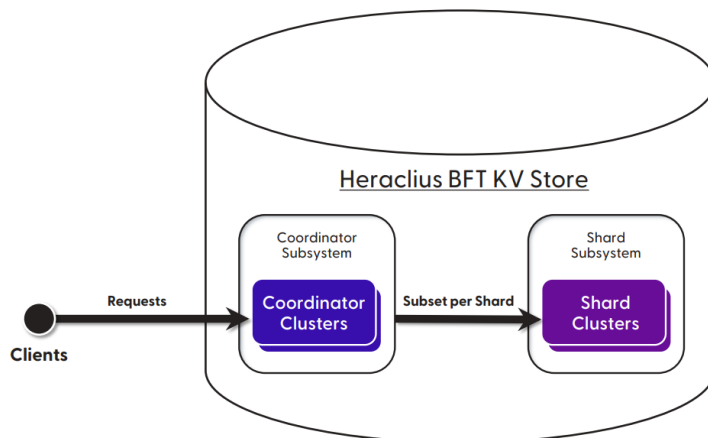 Heraclius BFT KV Store
Coordinator
Subsystem
Shard
Subsystem
Requests
Coordinator
Clusters
Subset per Shard
Shard
Clusters
Clients